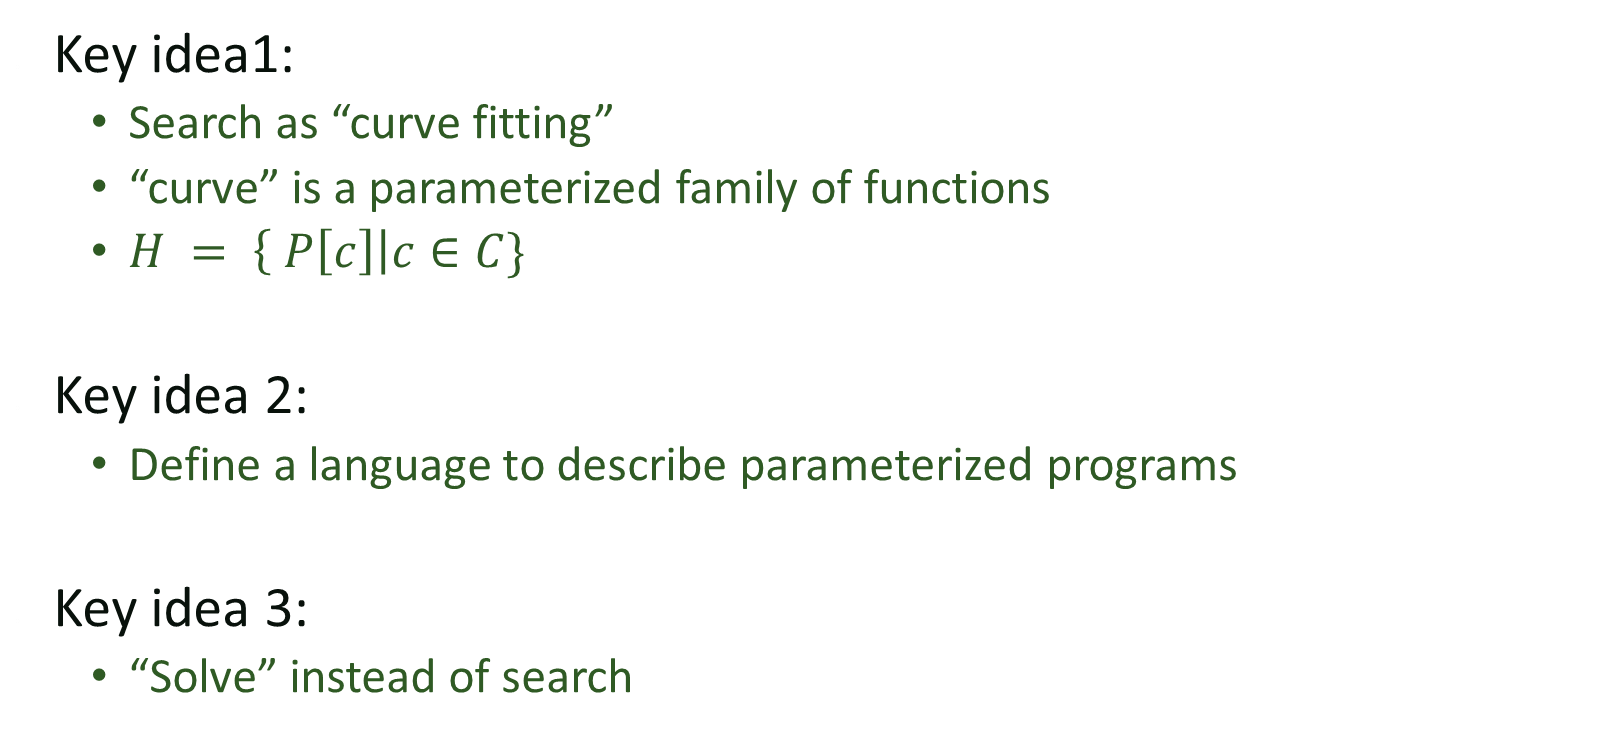 Key idea1:
• Search as “curve fitting”
• “curve” is a parameterized family of functions
• H = { P[c]|c ∈ C}
Key idea 2:
• Define a language to describe parameterized programs
Key idea 3:
• “Solve” instead of search